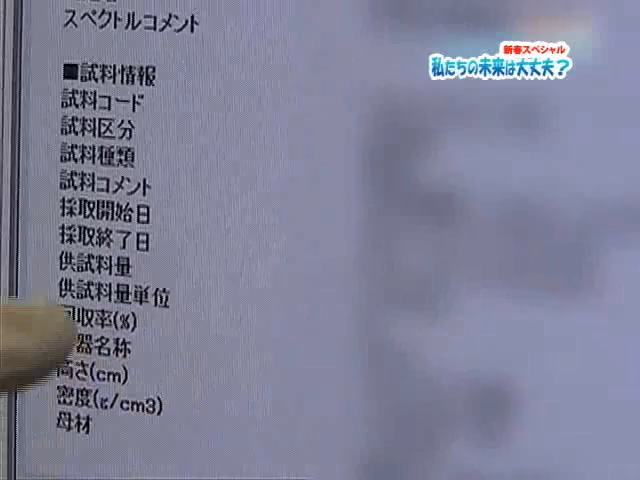 スペクトルコメント
新春スペシャル
私たちの未来は大丈夫?
■試料情報
試料コード
試料区分
試料種類
試料コメント
採取開始日
採取終了日
供試料量
供試料量単位
回収率(%)
器名称
高さ(cm)
密度(g/cm3)
母材